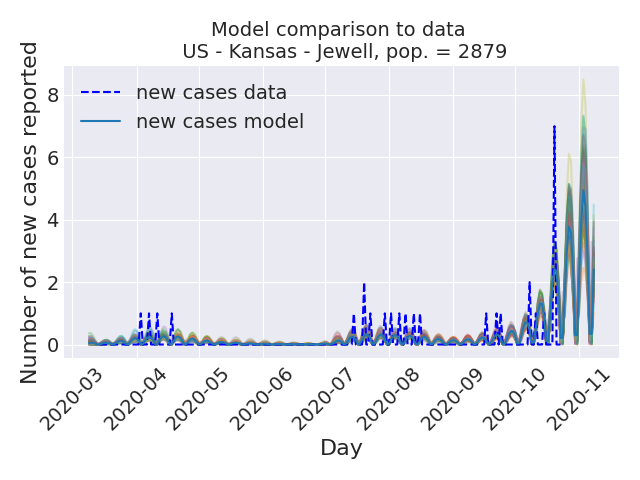 Model comparison to data
US - Kansas - Jewell, pop. = 2879
new cases data
new cases model
Number of new cases reported
8
6
4
2
0
2020-03
2020-04
2020-05
2020-06
2020-07
2020-08
2020-09
2020-10
2020-11
Day